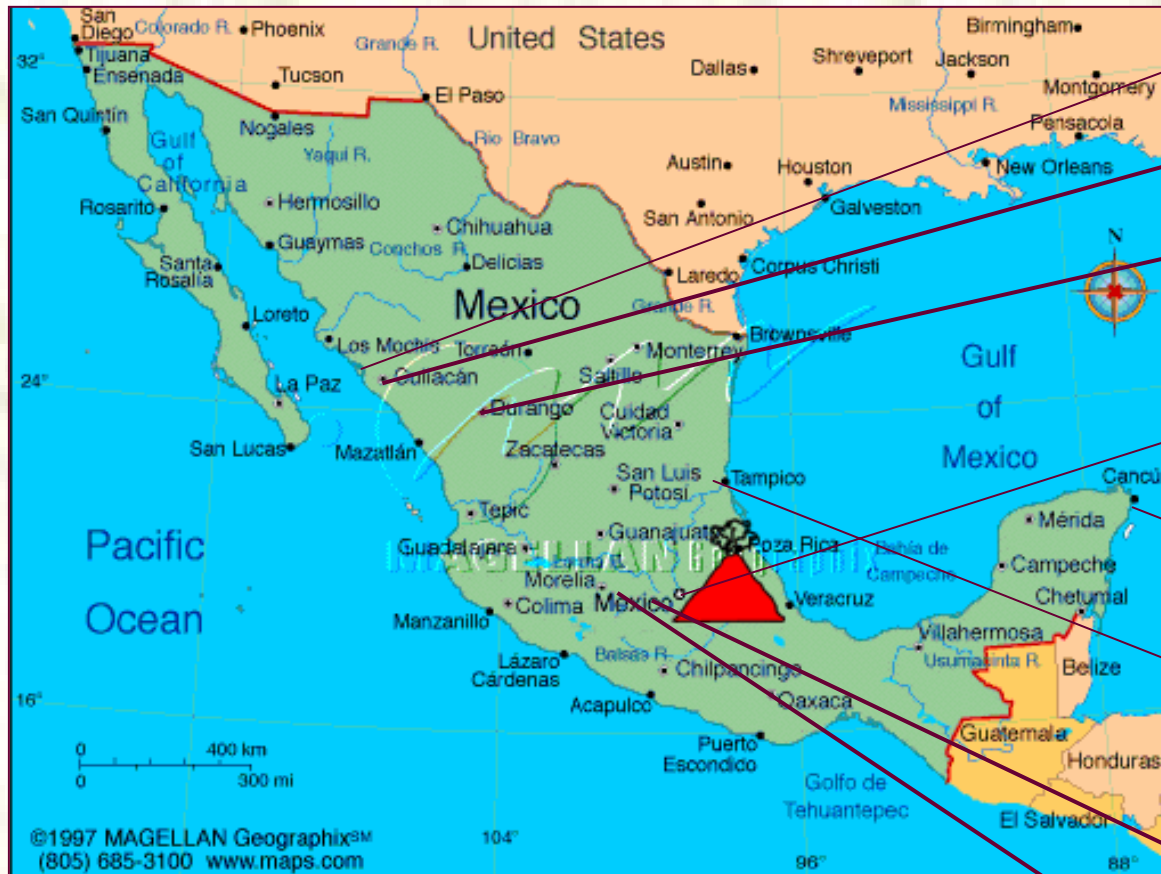 San
Diego
Colorado R.
Phoenix
Grande R.
United States
Birmingham
Dallas
Shreveport
Jackson
32°
Tijuana
Ensenada
Tucson
El Paso
Montgomery
Mississippi R.
San Quintín
Nogales
Rio Bravo
Pensacola
Gulf
of
California
Yaqui R.
Austin
Houston
New Orleans
Rosarito
Hermosillo
San Antonio
Galveston
Chihuahua
Guaymas
Conchos R.
N
Santa
Rosalía
Delicias
Laredo
Corpus Christi
Mexico
Grande R.
Loreto
Brownsville
Los Mochis
Torreón
Monterrey
Gulf
of
Mexico
Saltillo
24°
La Paz
Culiacán
Durango
Cuidad
Victoria
San Lucas
Mazatlán
Zacatecas
San Luis
Potosí
Tampico
Cancú
Tepic
Guanajuat
Mérida
Pacific
Ocean
Guadalajara
Poza Rica
Bahía de
Campeche
MAGELLAN Geographix
Campeche
Morelia
Mexico
Colima
Veracruz
Chetumal
Manzanillo
Villahermosa
Balsas R.
Usumacinta R.
Belize
Lázaro
Cárdenas
Chilpancingo
16°
Acapulco
Oaxaca
Guatemala
Puerto
Escondido
0 400 km
0 300 mi
Honduras
Golfo de
Tehuantepec
El Salvador
©1997 MAGELLAN Geographix℠
(805) 685-3100 www.maps.com
104°
96°
88°